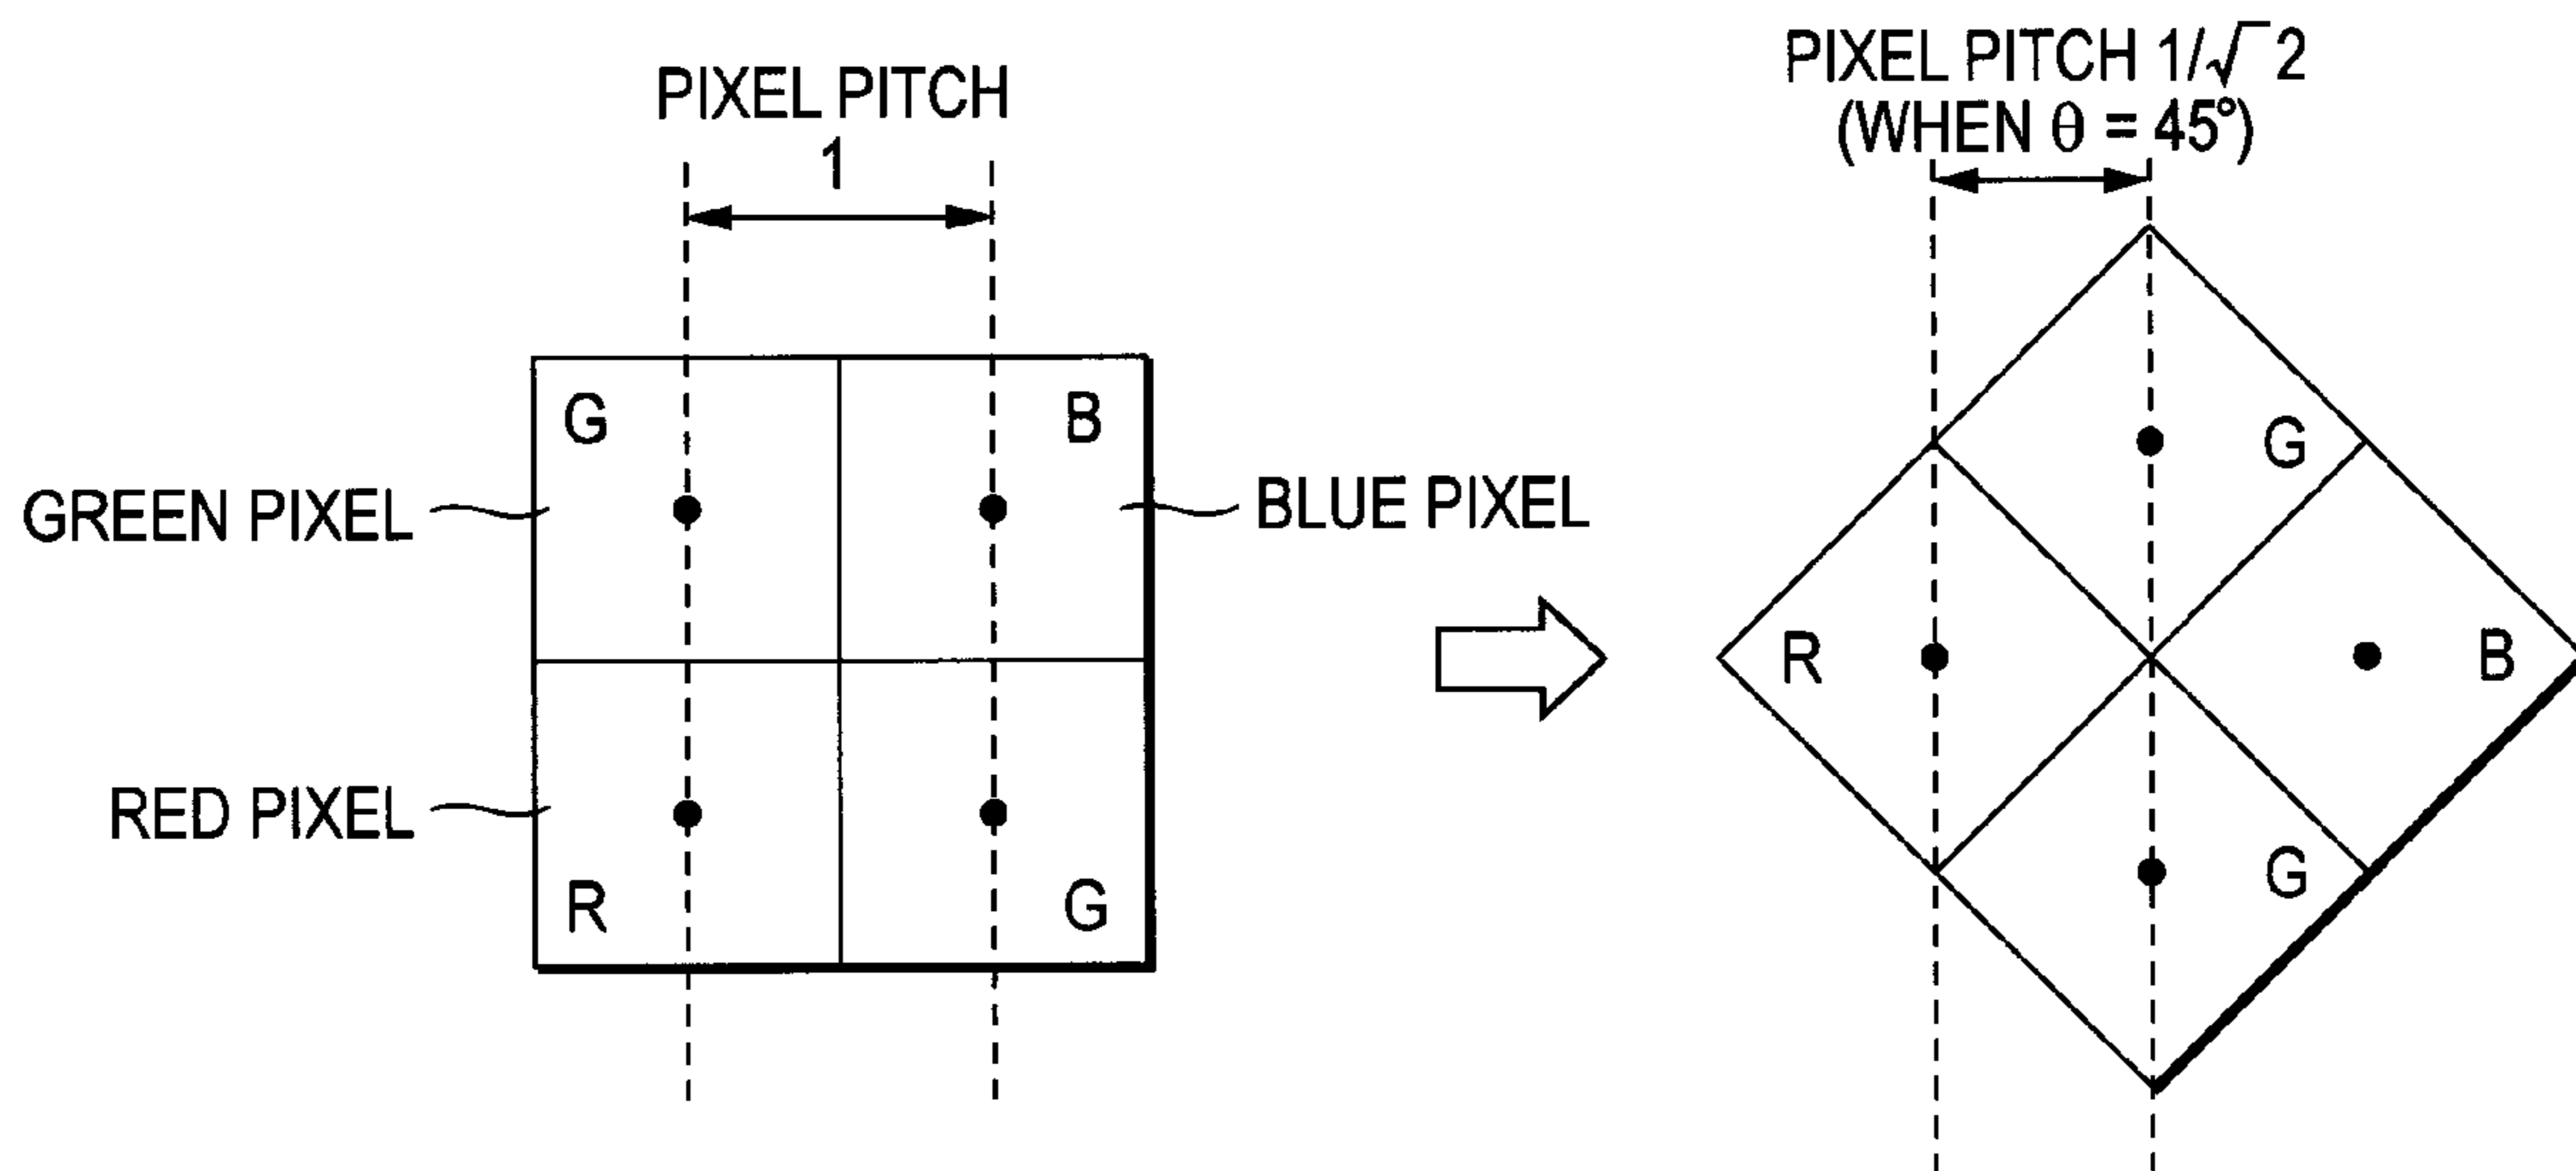 PIXEL PITCH
1
G
B
GREEN PIXEL
BLUE PIXEL
RED PIXEL
R
G
PIXEL PITCH 1/√2
(WHEN θ = 45°)
G
R
B
G